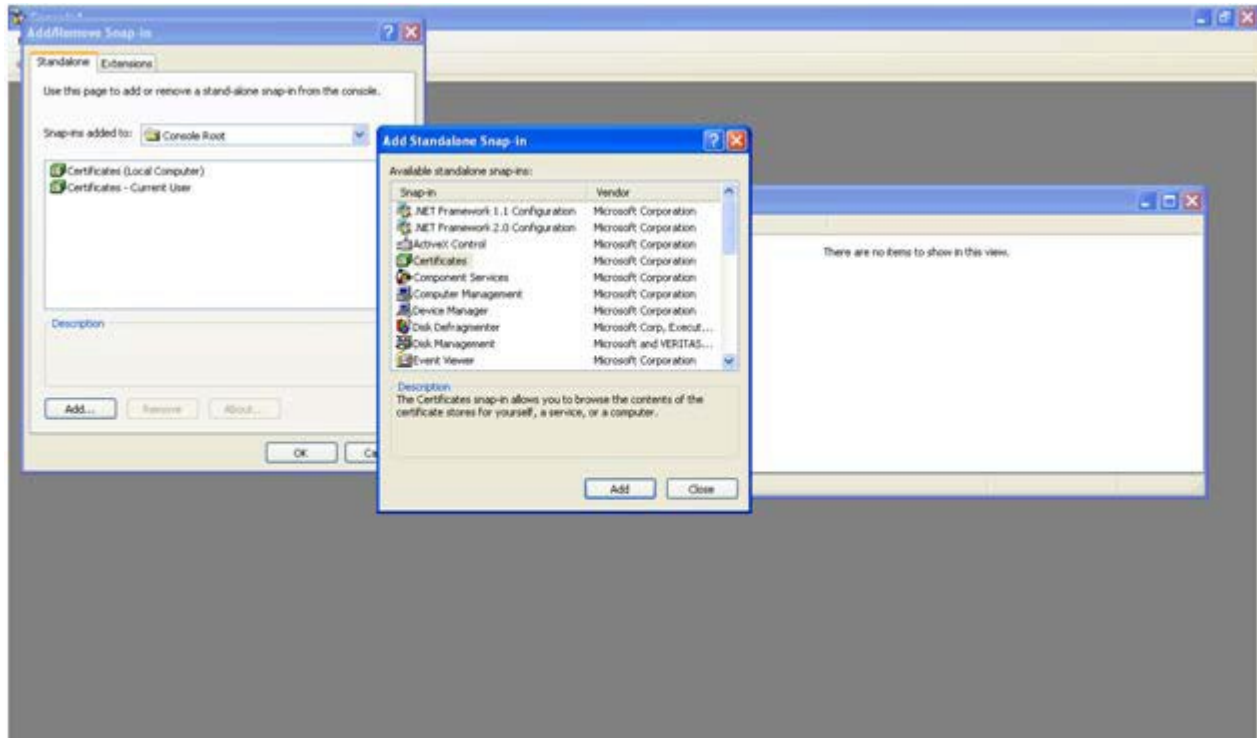 Add/Remove Snap-in
Standalone
Extensions
Use this page to add or remove a stand-alone snap-in from the console.
Snap-ins added to:
Console Root
Certificates (Local Computer)
Certificates - Current User
Description
Add...
Remove
About...
OK
Add Standalone Snap-in
Available standalone snap-ins:
Snap-in Vendor
.NET Framework 1.1 Configuration Microsoft Corporation
.NET Framework 2.0 Configuration Microsoft Corporation
ActiveX Control Microsoft Corporation
Certificates Microsoft Corporation
Component Services Microsoft Corporation
Computer Management Microsoft Corporation
Device Manager Microsoft Corporation
Disk Defragmenter Microsoft Corp, Execut...
Disk Management Microsoft and VERITAS...
Event Viewer Microsoft Corporation
Description
The Certificates snap-in allows you to browse the contents of the
certificate stores for yourself, a service, or a computer.
Add
Close
There are no items to show in this view.